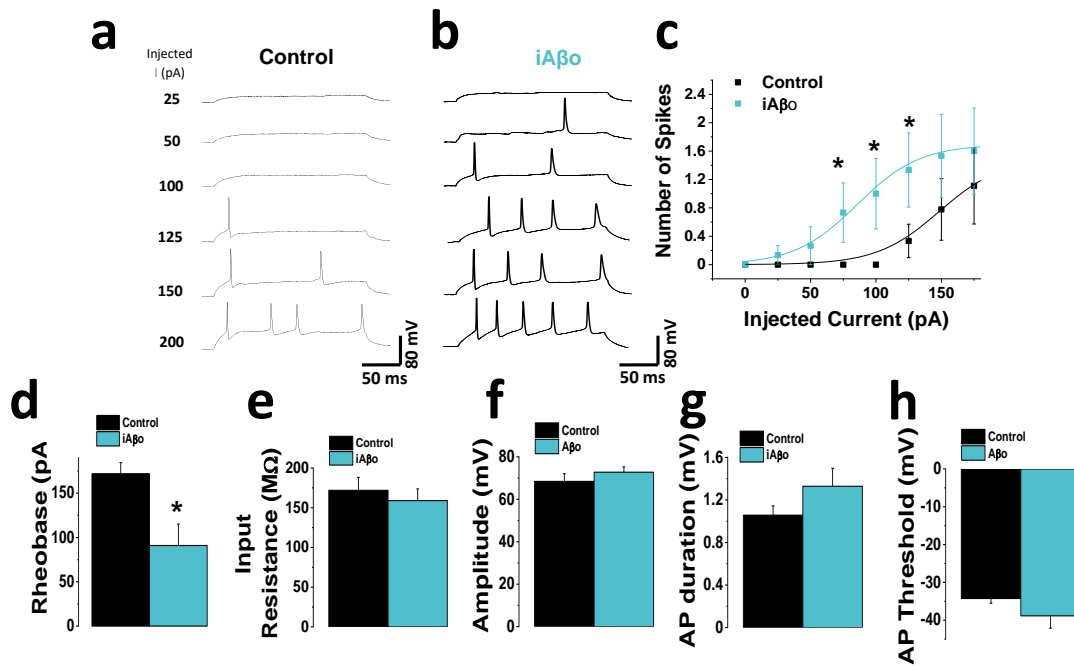 a
Injected
I (pA)
Control
25
50
100
125
150
200
50 ms
80 mV
b
iAβo
50 ms
80 mV
c
Control
iAβo
Number of Spikes
2.4
2.0
1.6
1.2
0.8
0.4
0
* * *
0 50 100 150
Injected Current (pA)
d
Control
iAβo
Rheobase (pA
150
100
50
0
*
e
Control
iAβo
Input
Resistance (MΩ)
200
150
100
50
0
f
Control
Aβo
Amplitude (mV)
80
60
40
20
0
g
Control
iAβo
AP duration (mV)
1.6
1.2
0.8
0.4
0
h
Control
Aβo
AP Threshold (mV)
0
-10
-20
-30
-40